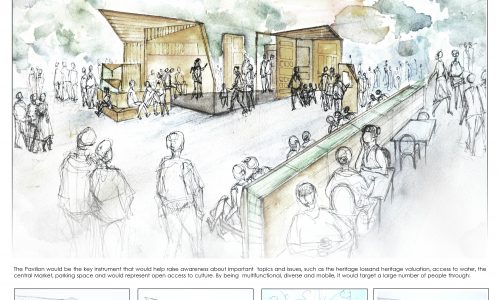 The Pavilion would be the key instrument that would help raise awareness about important topics and issues, such as the heritage lossand heritage valuation, access to water, the
central Market, parking space and would represent open access to culture. By being multifunctional, diverse and mobile, it would target a large number of people through: